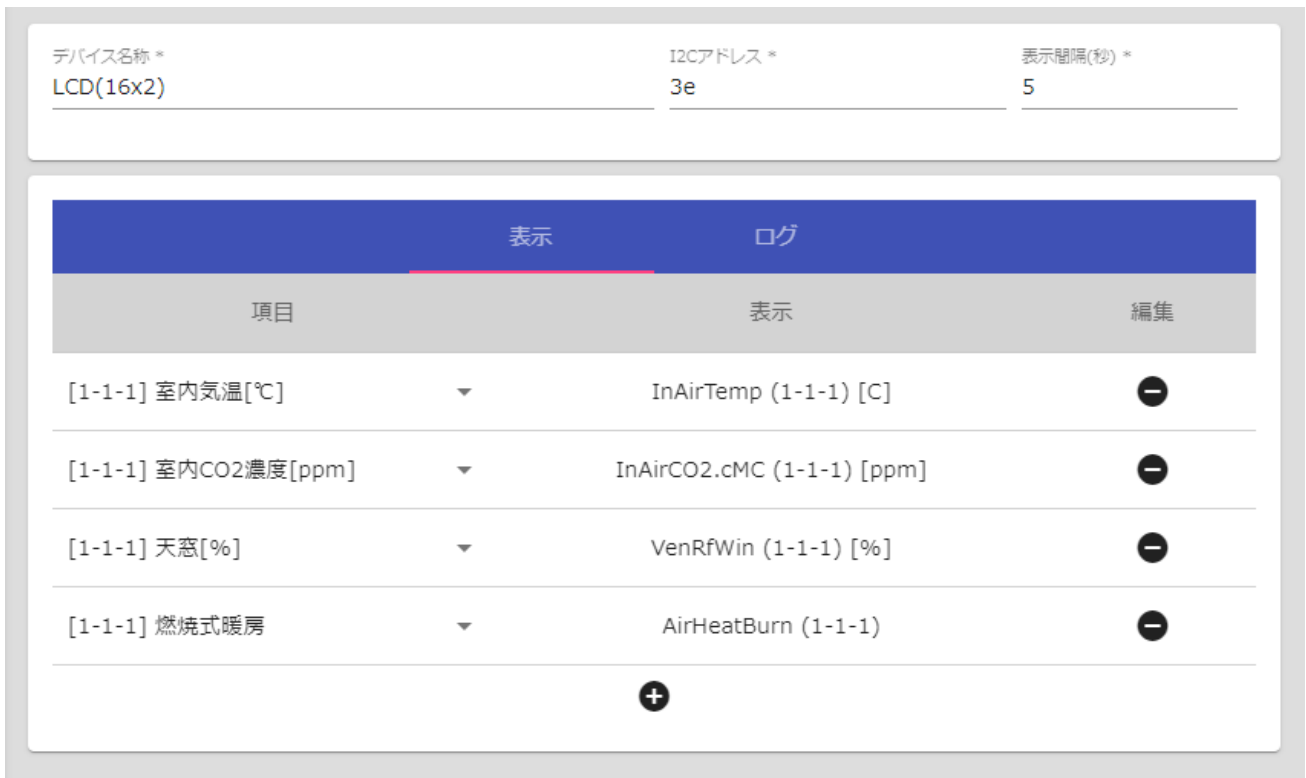 デバイス名称 * I2Cアドレス * 表示間隔(秒) *
LCD(16x2) 3e 5
表示 ログ
項目 表示 編集
[1-1-1] 室内気温[℃] InAirTemp (1-1-1) [C]
[1-1-1] 室内CO2濃度[ppm] InAirCO2.cMC (1-1-1) [ppm]
[1-1-1] 天窓[%] VenRfWin (1-1-1) [%]
[1-1-1] 燃焼式暖房 AirHeatBurn (1-1-1)